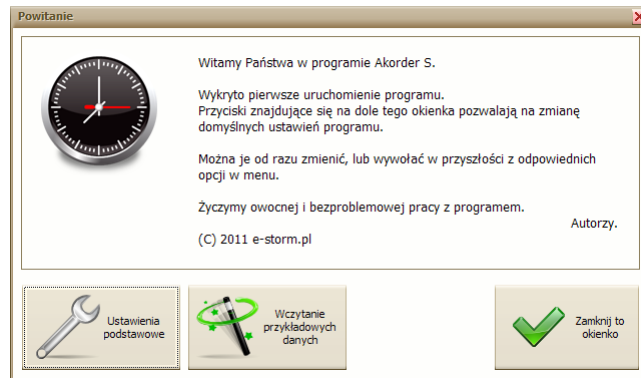 Powitanie
Witamy Państwa w programie Akorder S.
Wykryto pierwsze uruchomienie programu.
Przyciski znajdujące się na dole tego okienka pozwalają na zmianę
domyślnych ustawień programu.
Można je od razu zmienić, lub wywołać w przyszłości z odpowiednich
opcji w menu.
Życzymy owocnej i bezproblemowej pracy z programem.
Autorzy.
(C) 2011 e-storm.pl
Ustawienia
podstawowe
Wczytanie
przykładowych
danych
Zamknij to
okienko